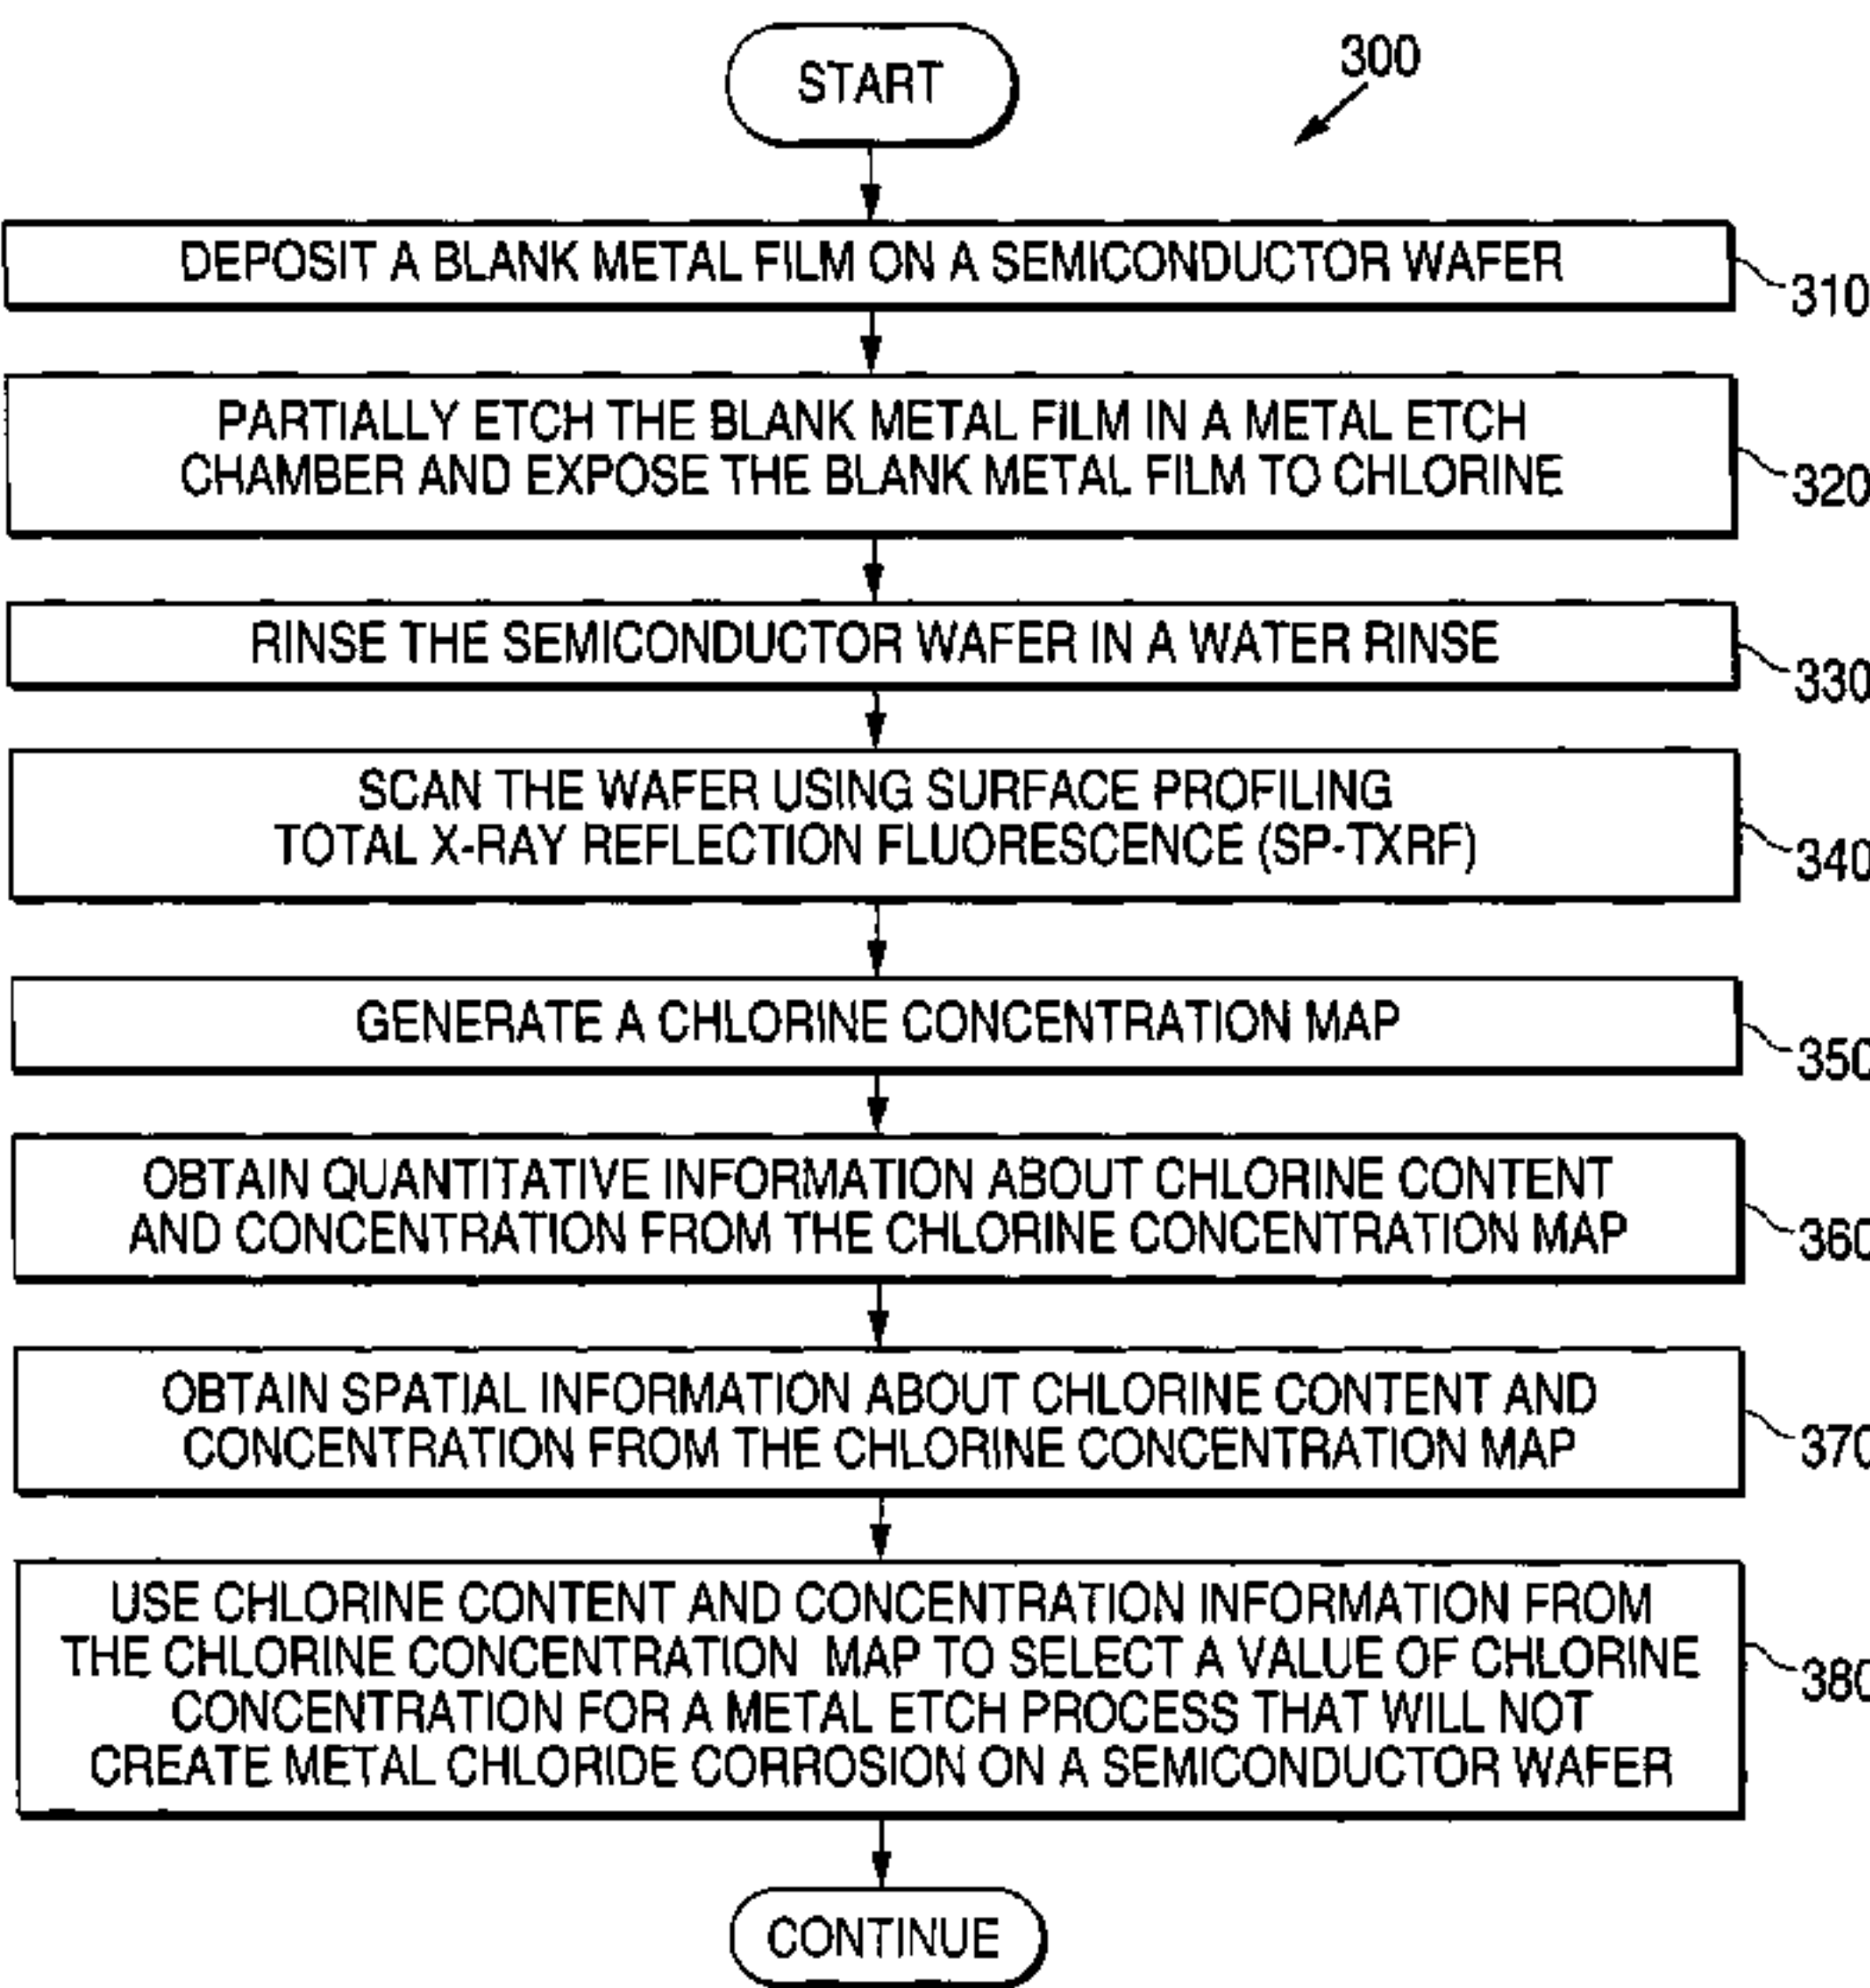 START
300
DEPOSIT A BLANK METAL FILM ON A SEMICONDUCTOR WAFER
310
PARTIALLY ETCH THE BLANK METAL FILM IN A METAL ETCH
CHAMBER AND EXPOSE THE BLANK METAL FILM TO CHLORINE
320
RINSE THE SEMICONDUCTOR WAFER IN A WATER RINSE
330
SCAN THE WAFER USING SURFACE PROFILING
TOTAL X-RAY REFLECTION FLUORESCENCE (SP-TXRF)
340
GENERATE A CHLORINE CONCENTRATION MAP
350
OBTAIN QUANTITATIVE INFORMATION ABOUT CHLORINE CONTENT
AND CONCENTRATION FROM THE CHLORINE CONCENTRATION MAP
360
OBTAIN SPATIAL INFORMATION ABOUT CHLORINE CONTENT AND
CONCENTRATION FROM THE CHLORINE CONCENTRATION MAP
370
USE CHLORINE CONTENT AND CONCENTRATION INFORMATION FROM
THE CHLORINE CONCENTRATION MAP TO SELECT A VALUE OF CHLORINE
CONCENTRATION FOR A METAL ETCH PROCESS THAT WILL NOT
CREATE METAL CHLORIDE CORROSION ON A SEMICONDUCTOR WAFER
380
CONTINUE